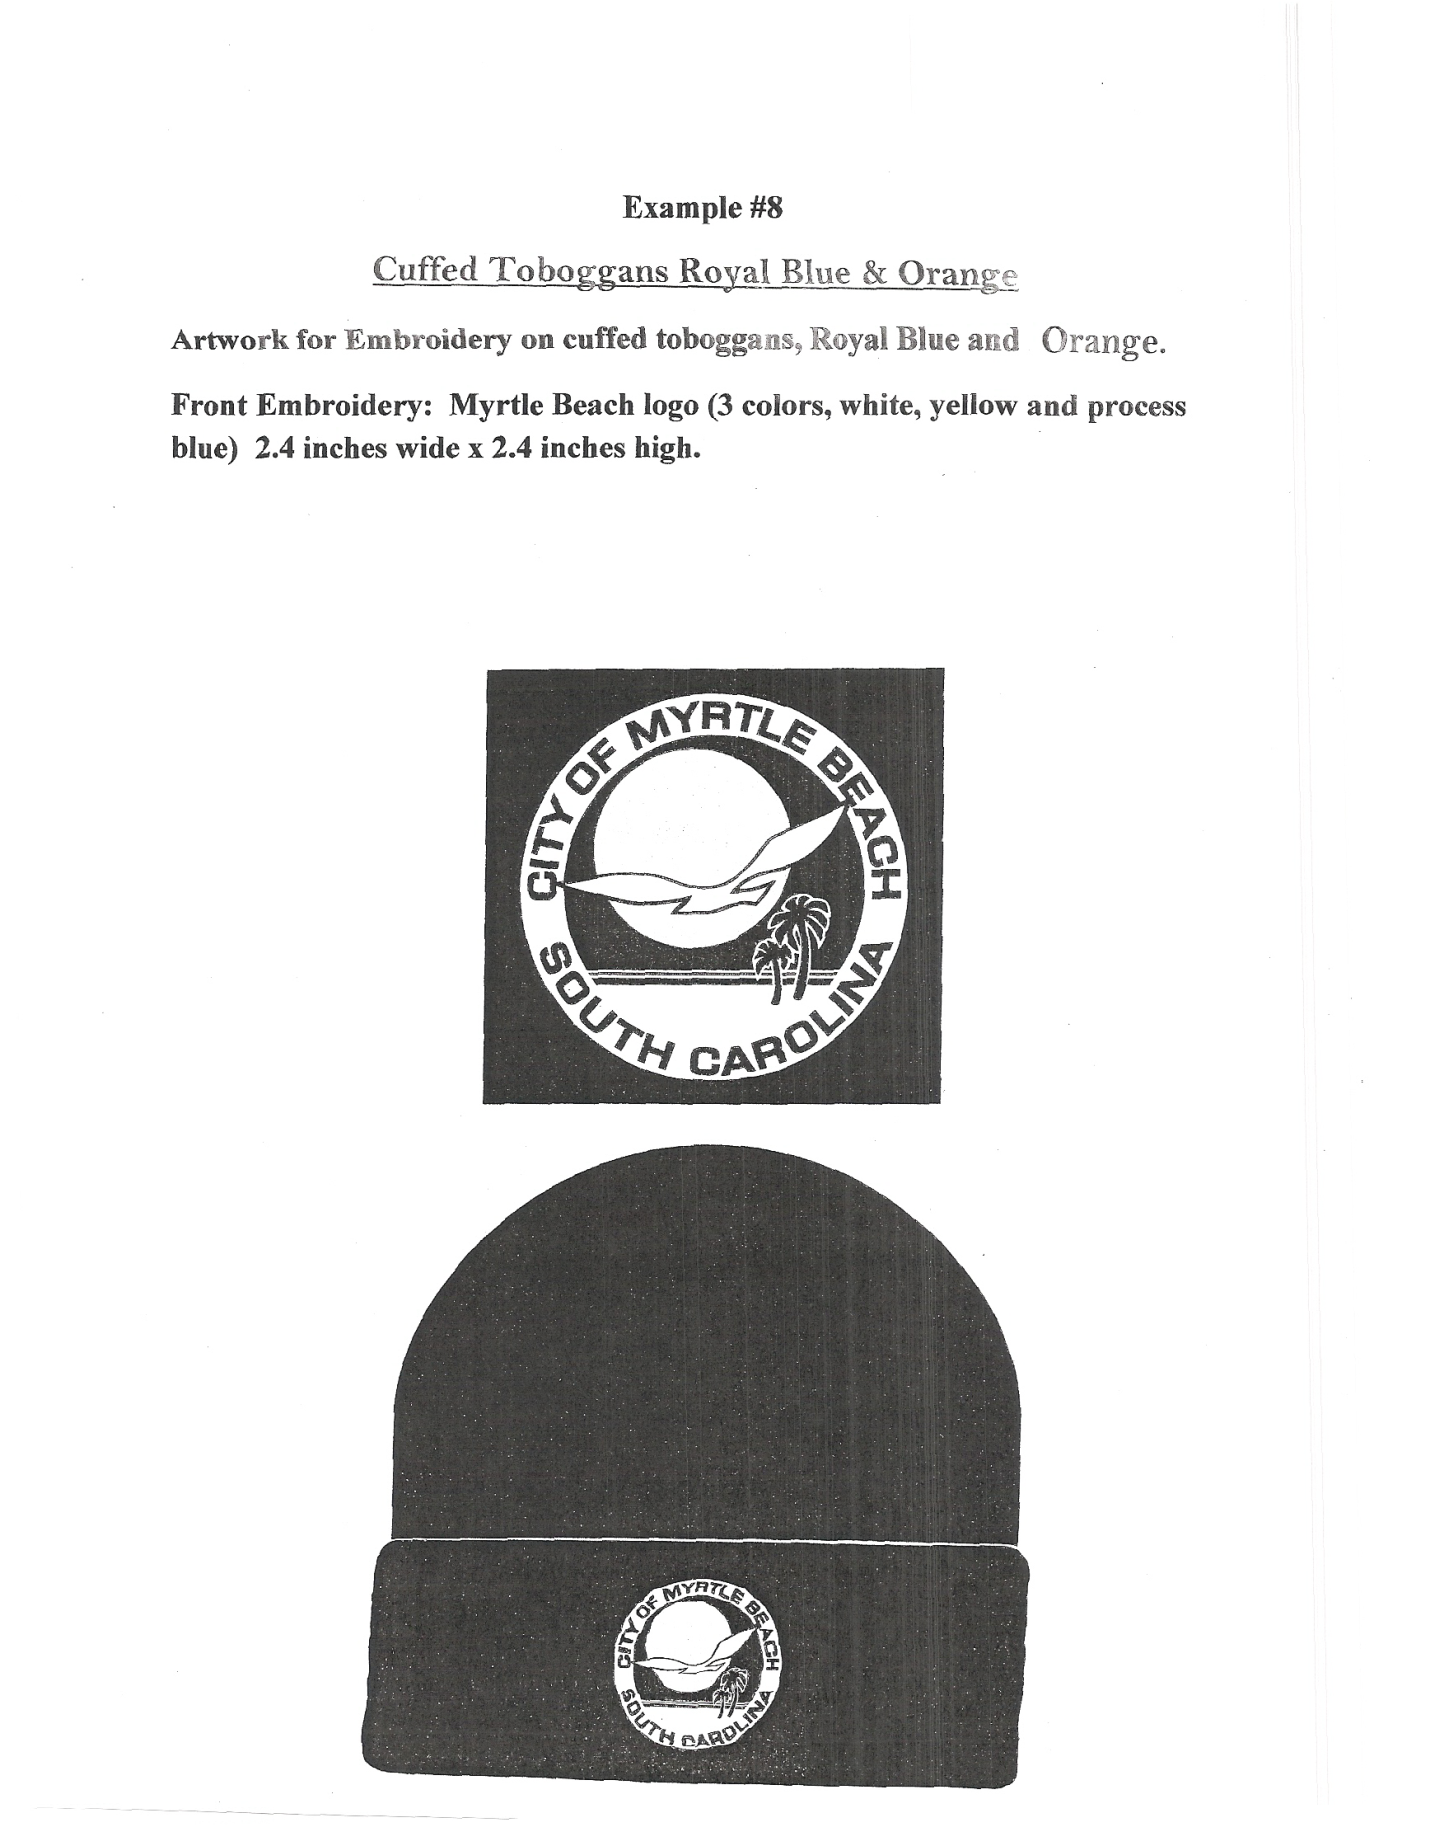 Example #8
Cuffed Toboggans Royal Blue & Orange
Artwork for Embroidery on cuffed toboggans, Royal Blue and Orange.
Front Embroidery: Myrtle Beach logo (3 colors, white, yellow and process
blue) 2.4 inches wide x 2.4 inches high.
CITY OF MYRTLE BEACH
SOUTH CAROLINA
CITY OF MYRTLE BEACH
SOUTH CAROLINA